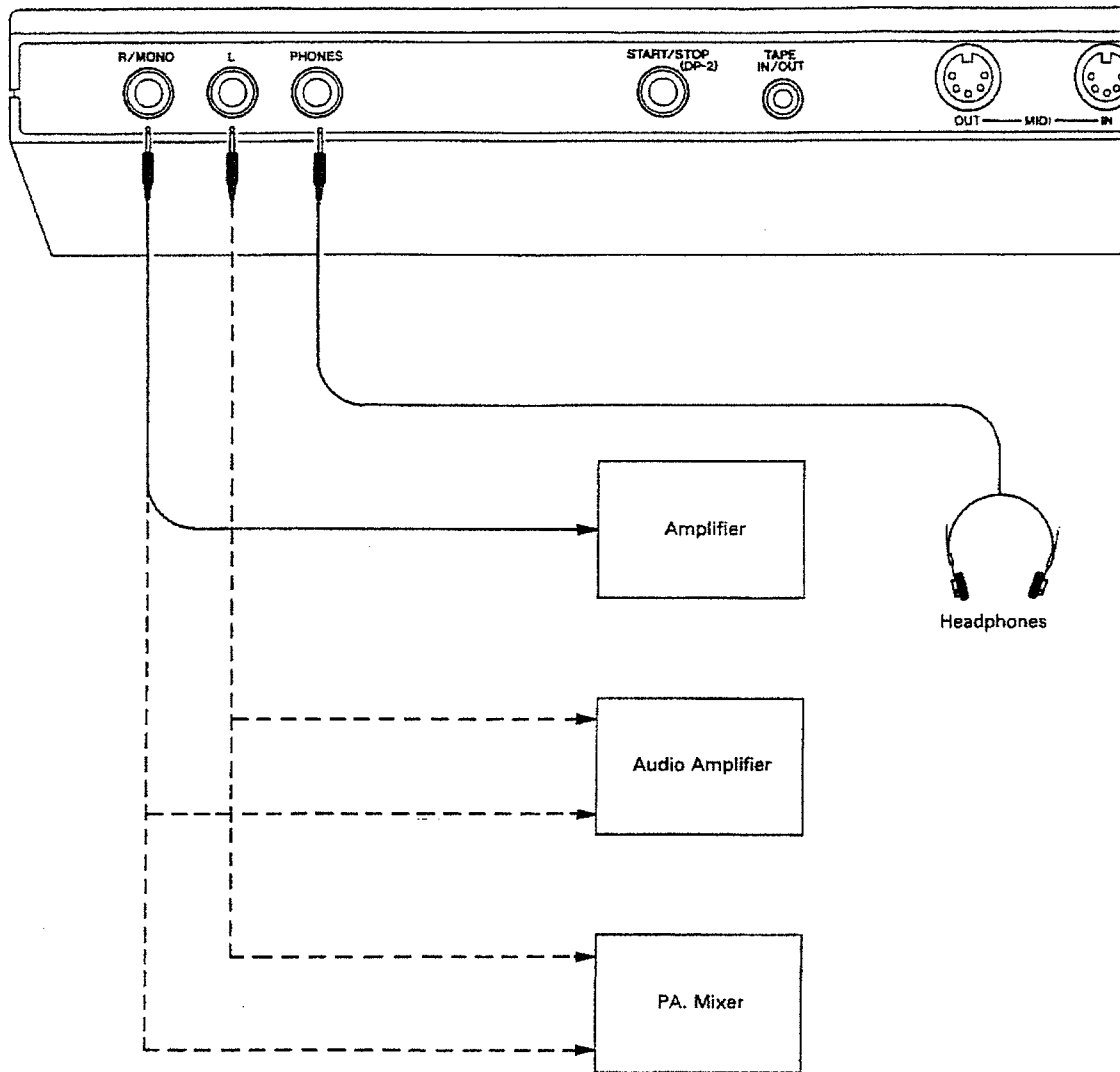 R/MONO
L
PHONES
START/STOP
(DP-2)
TAPE
IN/OUT
OUT
MIDI
IN
Amplifier
Headphones
Audio Amplifier
PA. Mixer